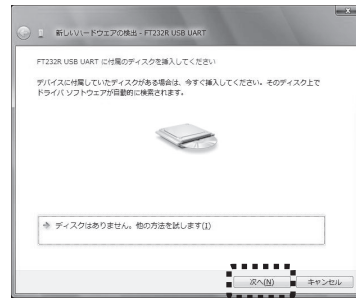 新しいハードウェアの検出 - FT232R USB UART
FT232R USB UART に付属のディスクを挿入してください
デバイスに付属していたディスクがある場合は、今すぐ挿入してください。そのディスク上で
ドライバ ソフトウェアが自動的に検索されます。
ディスクはありません。他の方法を試します(I)
次へ(N)
キャンセル